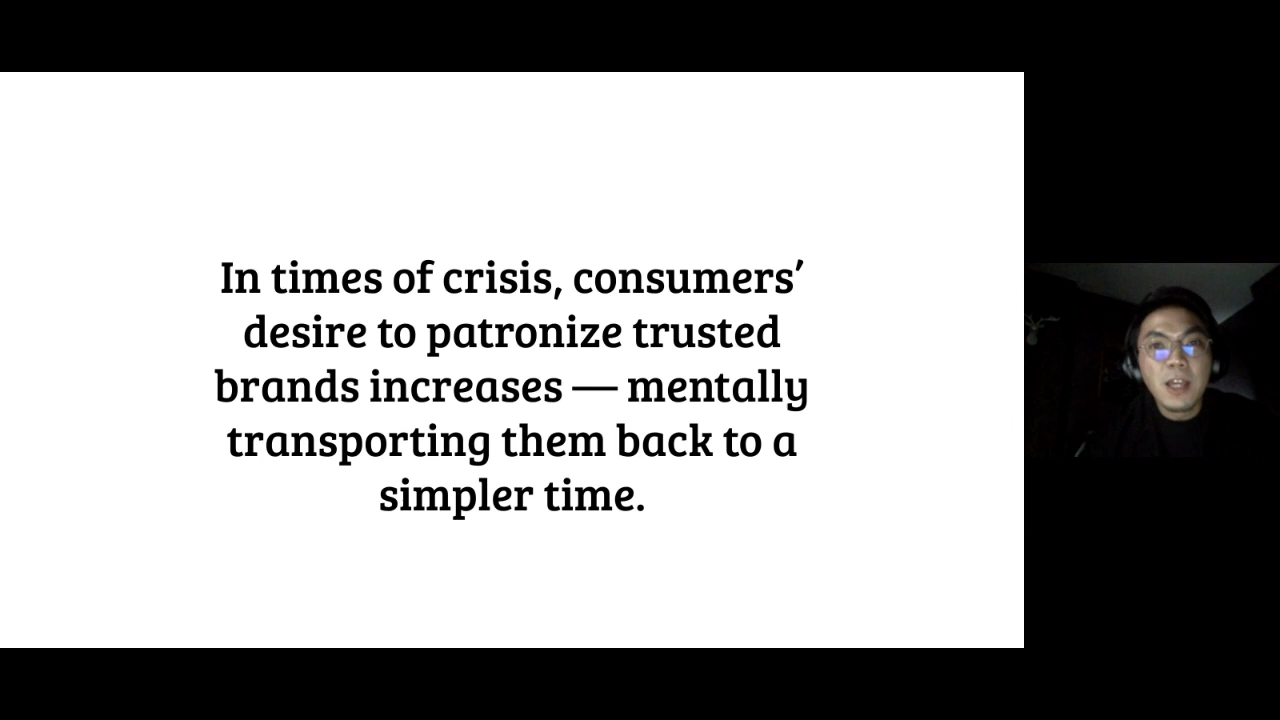 In times of crisis, consumers’
desire to patronize trusted
brands increases — mentally
transporting them back to a
simpler time.